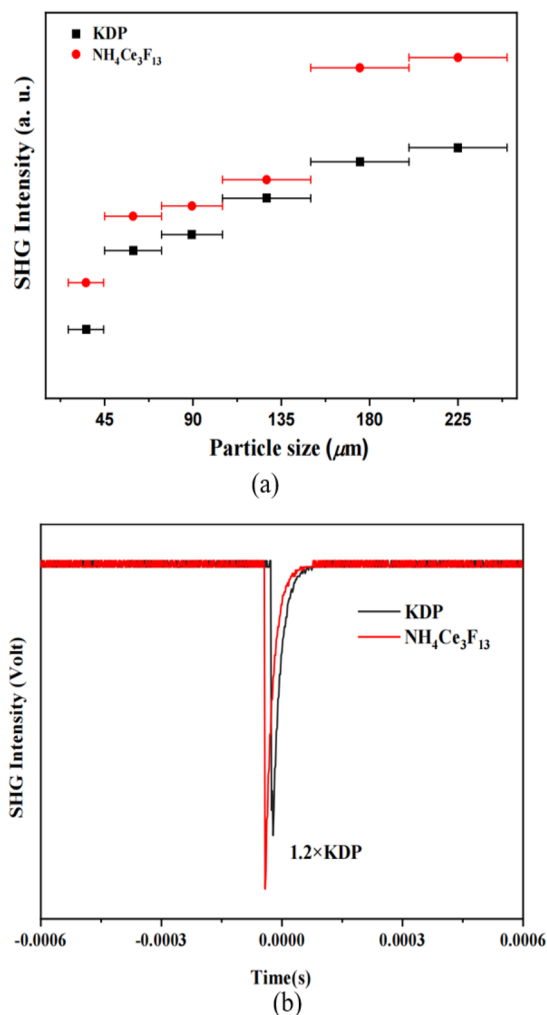 KDP
NH₄Ce₃F₁₃
SHG Intensity (a. u.)
45 90 135 180 225
Particle size (μm)
(a)
KDP
NH₄Ce₃F₁₃
SHG Intensity (Volt)
1.2×KDP
-0.0006 -0.0003 0.0000 0.0003 0.0006
Time(s)
(b)